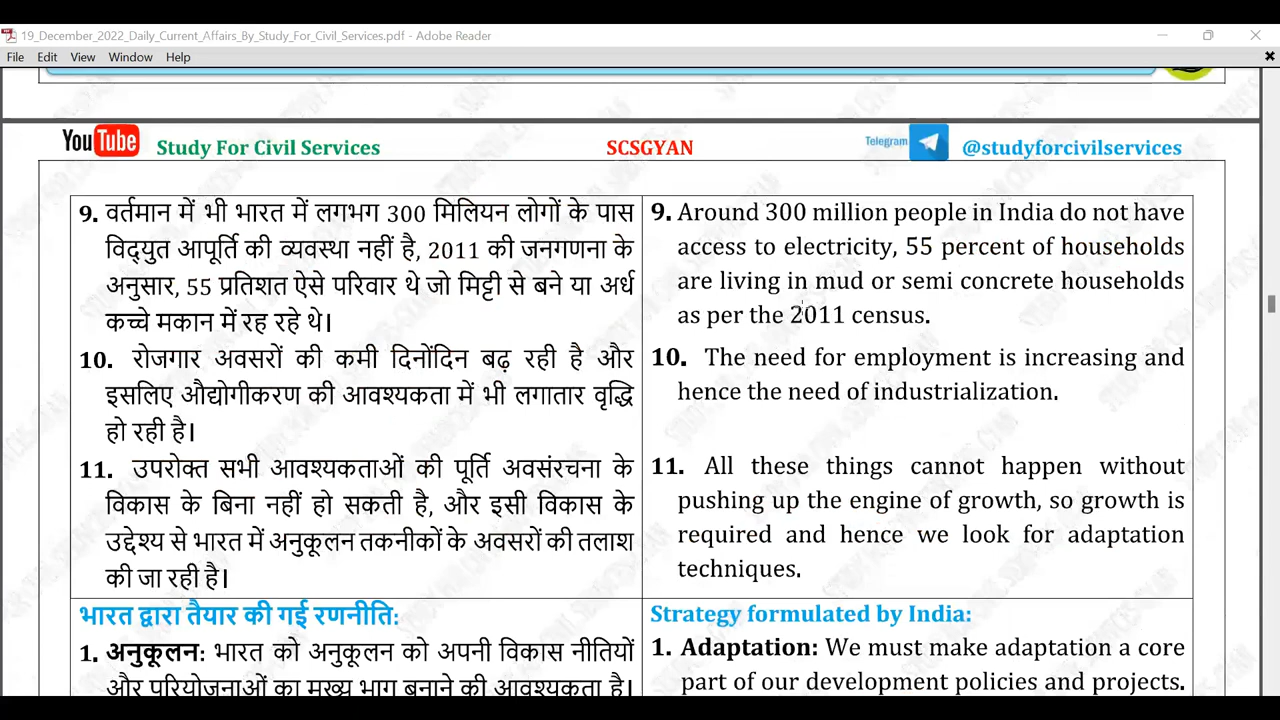 19_December_2022_Daily_Current_Affairs_By_Study_For_Civil_Services.pdf - Adobe Reader
File Edit View Window Help
YouTube Study For Civil Services SCSGYAN Telegram @studyforcivilservices
9. वर्तमान में भी भारत में लगभग 300 मिलियन लोगों के पास
विद्युत आपूर्ति की व्यवस्था नहीं है, 2011 की जनगणना के
अनुसार, 55 प्रतिशत ऐसे परिवार थे जो मिट्टी से बने या अर्ध
कच्चे मकान में रह रहे थे।
10. रोजगार अवसरों की कमी दिनोंदिन बढ़ रही है और
इसलिए औद्योगीकरण की आवश्यकता में भी लगातार वृद्धि
हो रही है।
11. उपरोक्त सभी आवश्यकताओं की पूर्ति अवसंरचना के
विकास के बिना नहीं हो सकती है, और इसी विकास के
उद्देश्य से भारत में अनुकूलन तकनीकों के अवसरों की तलाश
की जा रही है।
9. Around 300 million people in India do not have
access to electricity, 55 percent of households
are living in mud or semi concrete households
as per the 2011 census.
10. The need for employment is increasing and
hence the need of industrialization.
11. All these things cannot happen without
pushing up the engine of growth, so growth is
required and hence we look for adaptation
techniques.
भारत द्वारा तैयार की गई रणनीति:
1. अनुकूलन: भारत को अनुकूलन को अपनी विकास नीतियों
और परियोजनाओं का मुख्य भाग बनाने की आवश्यकता है।
Strategy formulated by India:
1. Adaptation: We must make adaptation a core
part of our development policies and projects.